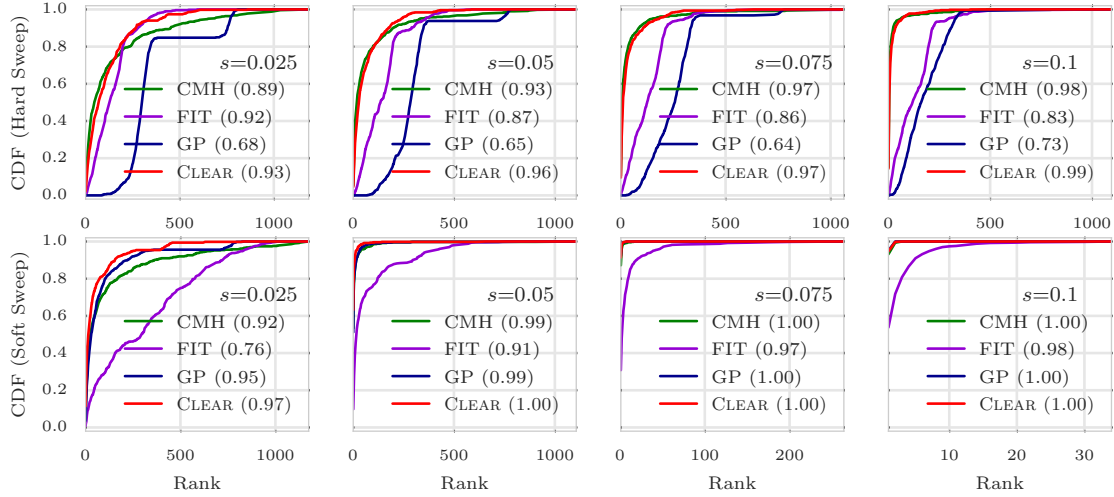 CDF (Hard Sweep)
1.0
0.8
0.6
0.4
0.2
0.0
s=0.025
CMH (0.89)
FIT (0.92)
GP (0.68)
CLEAR (0.93)
0
500
1000
s=0.05
CMH (0.93)
FIT (0.87)
GP (0.65)
CLEAR (0.96)
0
500
1000
s=0.075
CMH (0.97)
FIT (0.86)
GP (0.64)
CLEAR (0.97)
0
500
1000
s=0.1
CMH (0.98)
FIT (0.83)
GP (0.73)
CLEAR (0.99)
0
500
1000
CDF (Soft Sweep)
1.0
0.8
0.6
0.4
0.2
0.0
s=0.025
CMH (0.92)
FIT (0.76)
GP (0.95)
CLEAR (0.97)
0
500
1000
Rank
s=0.05
CMH (0.99)
FIT (0.91)
GP (0.99)
CLEAR (1.00)
0
500
1000
Rank
s=0.075
CMH (1.00)
FIT (0.97)
GP (1.00)
CLEAR (1.00)
0
100
200
Rank
s=0.1
CMH (1.00)
FIT (0.98)
GP (1.00)
CLEAR (1.00)
10
20
30
Rank